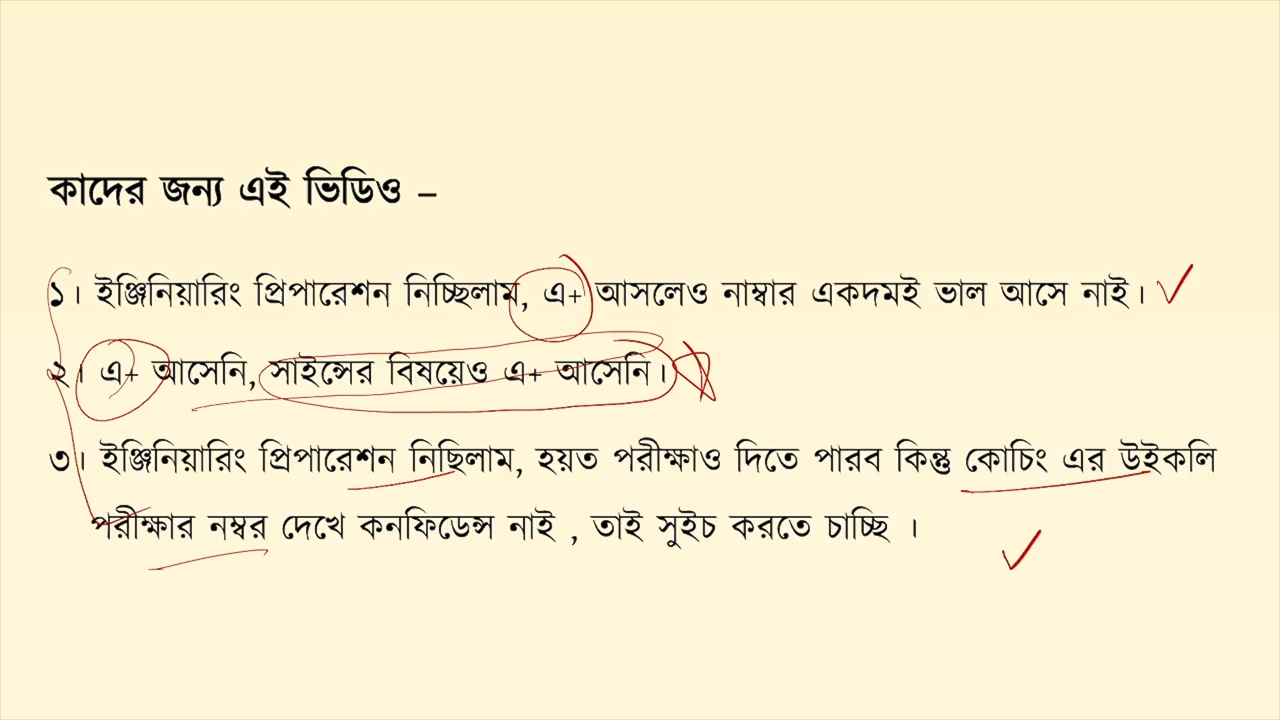 কাদের জন্য এই ভিডিও –
১। ইঞ্জিনিয়ারিং প্রিপারেশন নিচ্ছিলাম, এ+ আসলেও নাম্বার একদমই ভাল আসে নাই।
২। এ+ আসেনি, সাইন্সের বিষয়েও এ+ আসেনি।
৩। ইঞ্জিনিয়ারিং প্রিপারেশন নিছিলাম, হয়ত পরীক্ষাও দিতে পারব কিন্তু কোচিং এর উইকলি
পরীক্ষার নম্বর দেখে কনফিডেন্স নাই , তাই সুইচ করতে চাচ্ছি ।